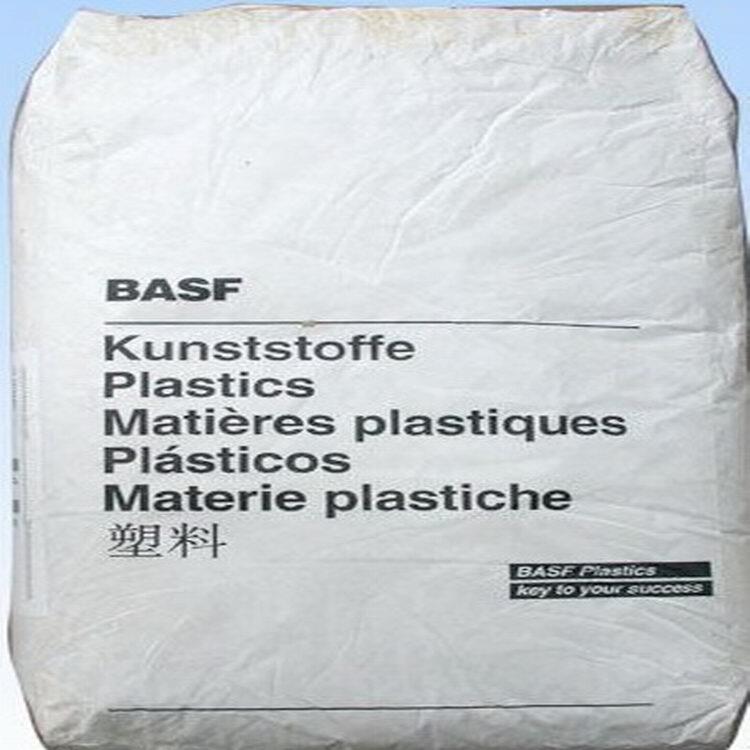 BASF
Kunststoffe
Plastics
Matières plastiques
Plásticos
Materie plastiche
塑料
BASF Plastics
key to your success